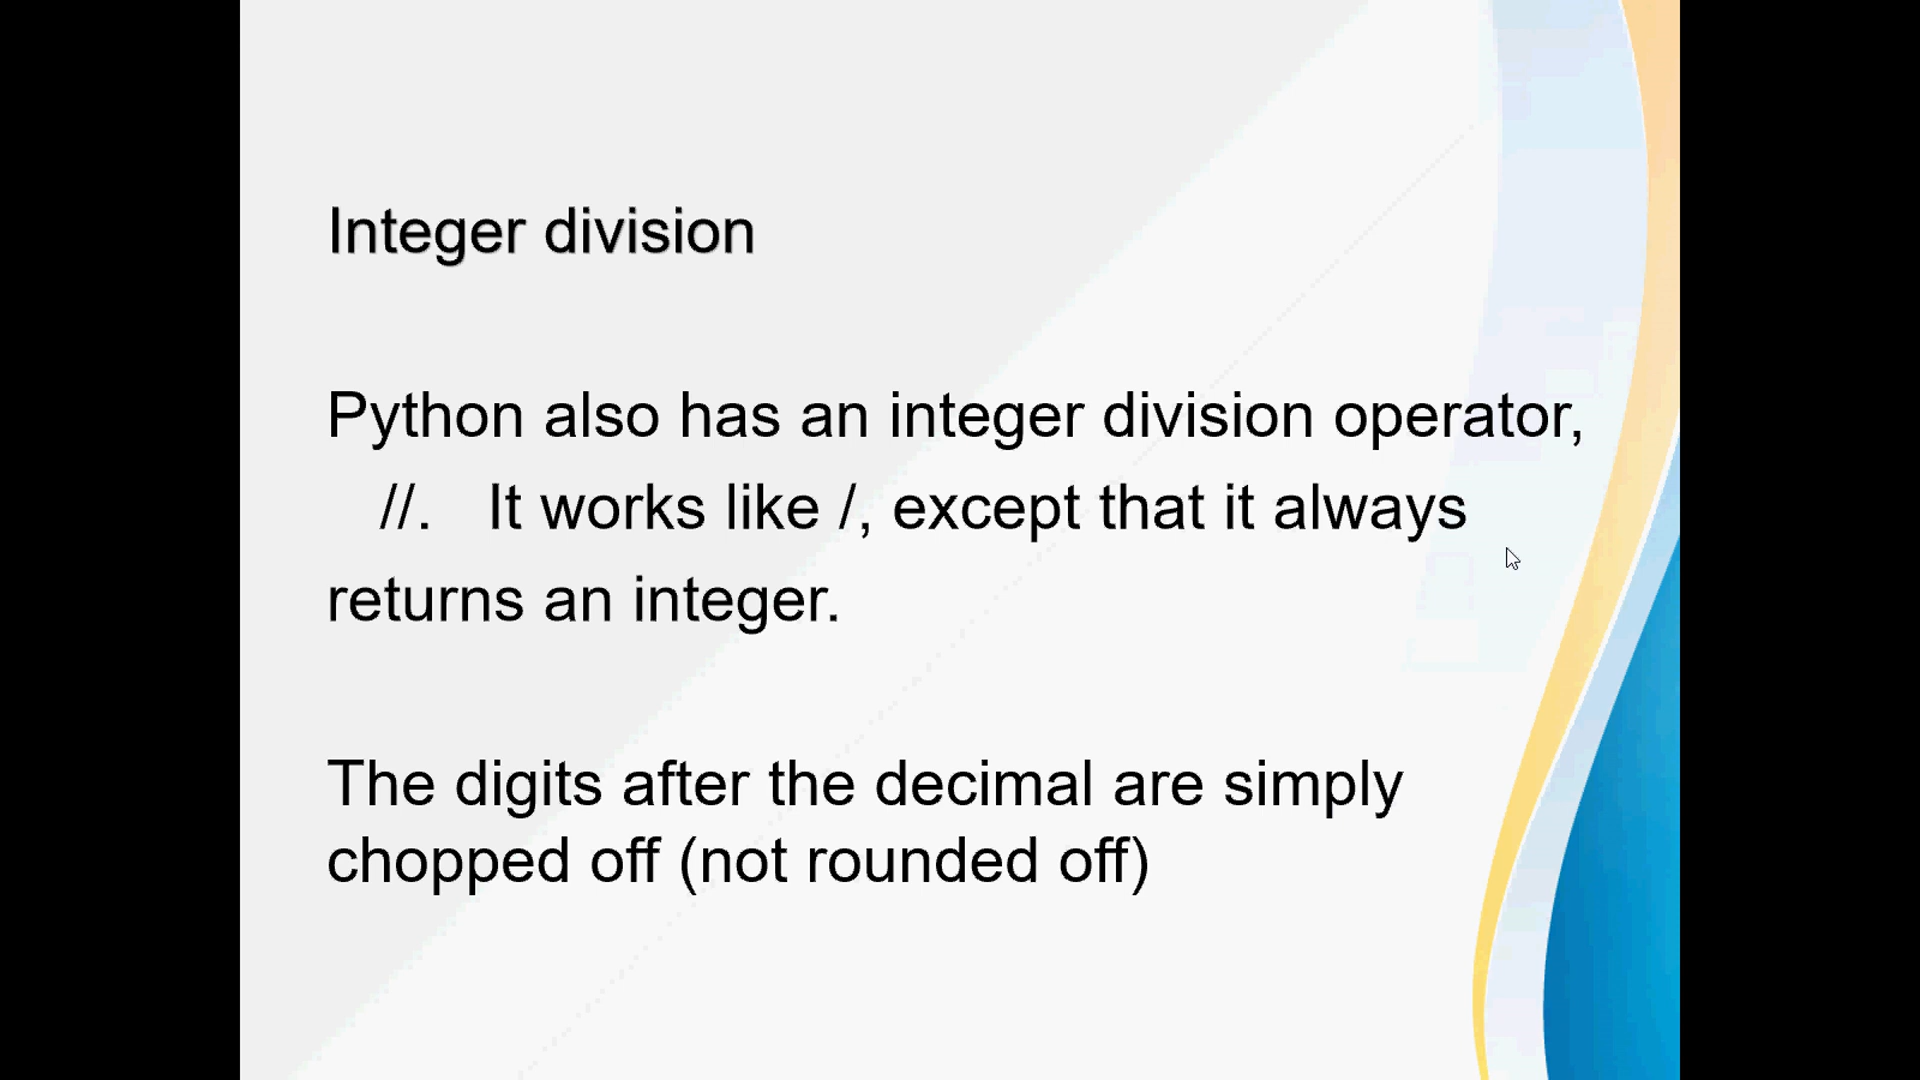 Integer division
Python also has an integer division operator,
//. It works like /, except that it always
returns an integer.
The digits after the decimal are simply
chopped off (not rounded off)